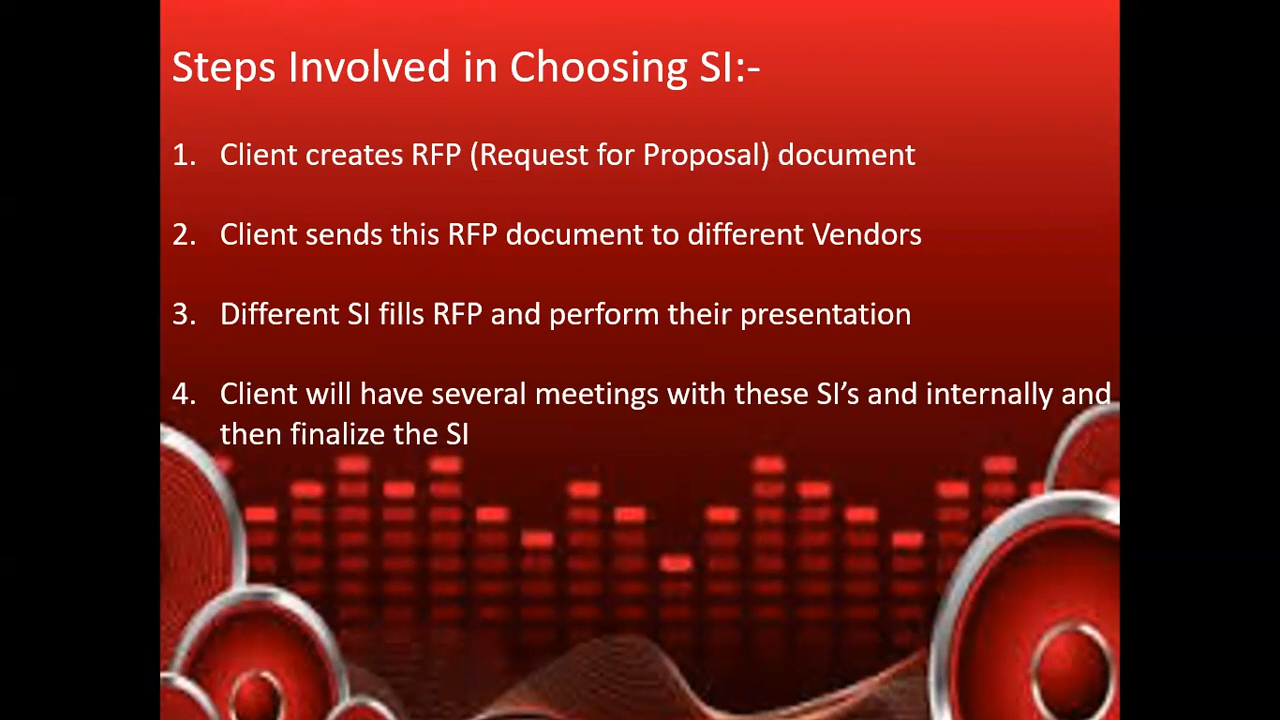 Steps Involved in Choosing SI:-
1. Client creates RFP (Request for Proposal) document
2. Client sends this RFP document to different Vendors
3. Different SI fills RFP and perform their presentation
4. Client will have several meetings with these SI’s and internally and
then finalize the SI